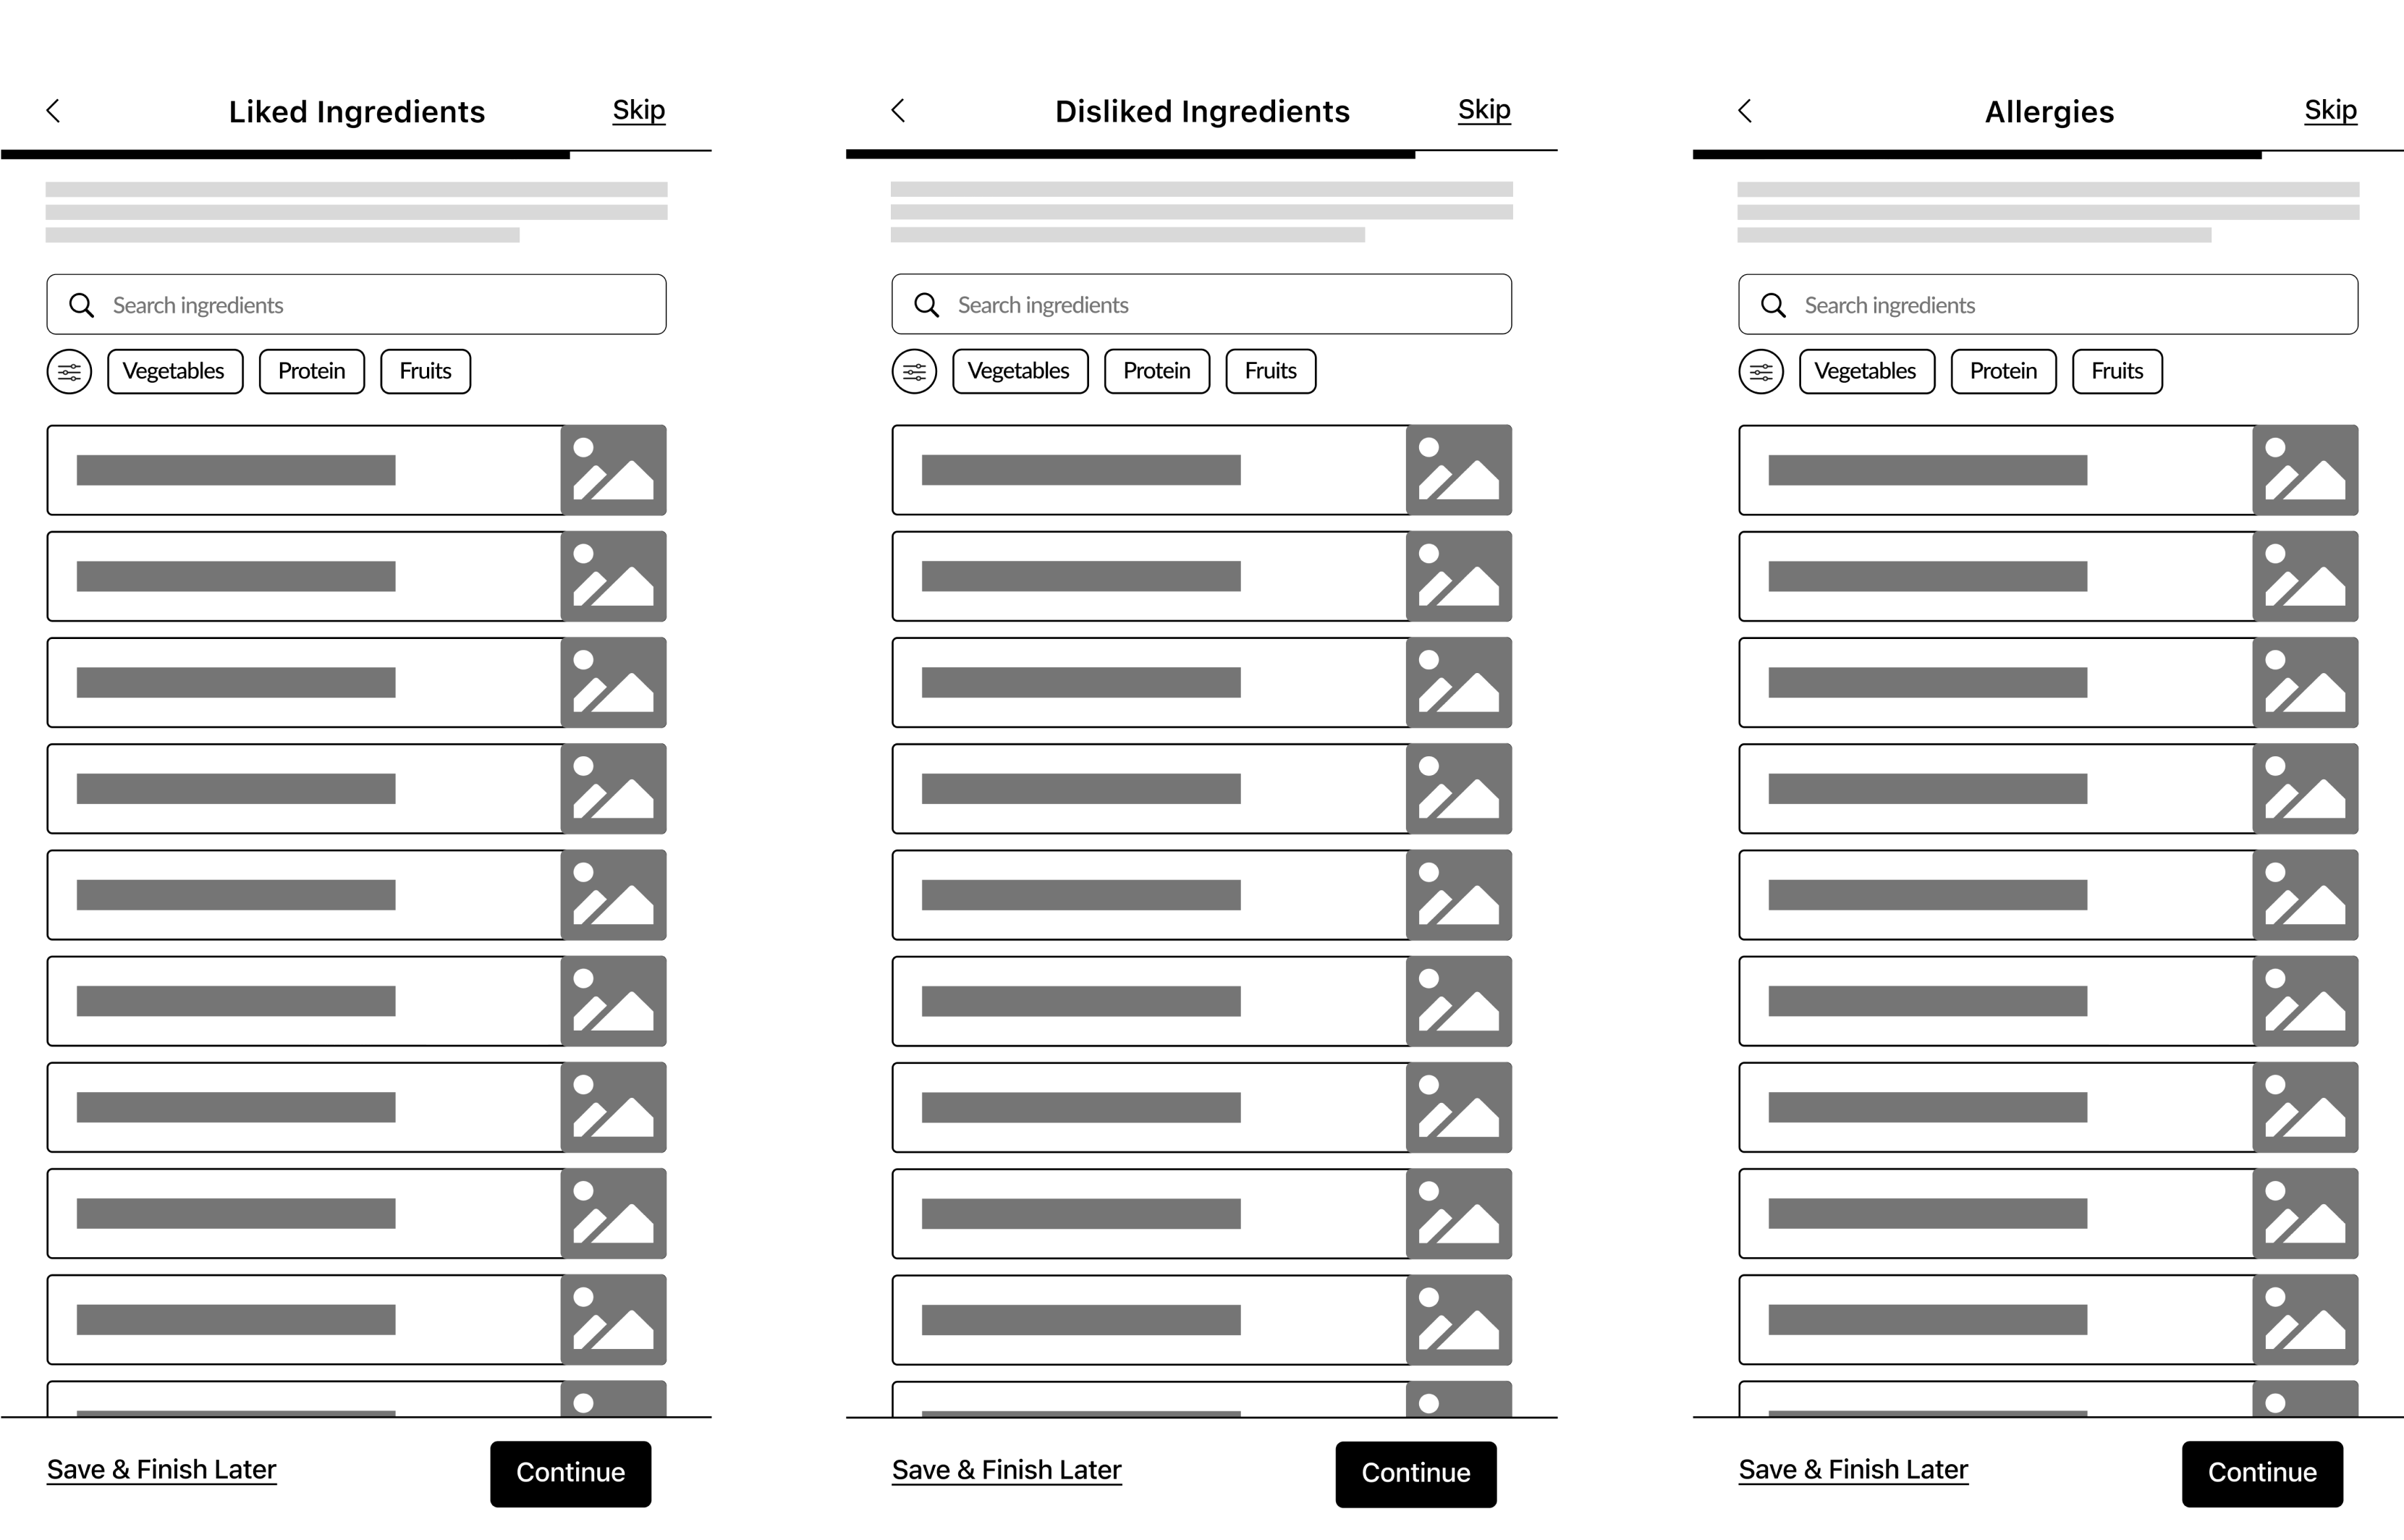 Liked Ingredients
Skip
Search ingredients
Vegetables
Protein
Fruits
Save & Finish Later
Continue
Disliked Ingredients
Skip
Search ingredients
Vegetables
Protein
Fruits
Save & Finish Later
Continue
Allergies
Skip
Search ingredients
Vegetables
Protein
Fruits
Save & Finish Later
Continue